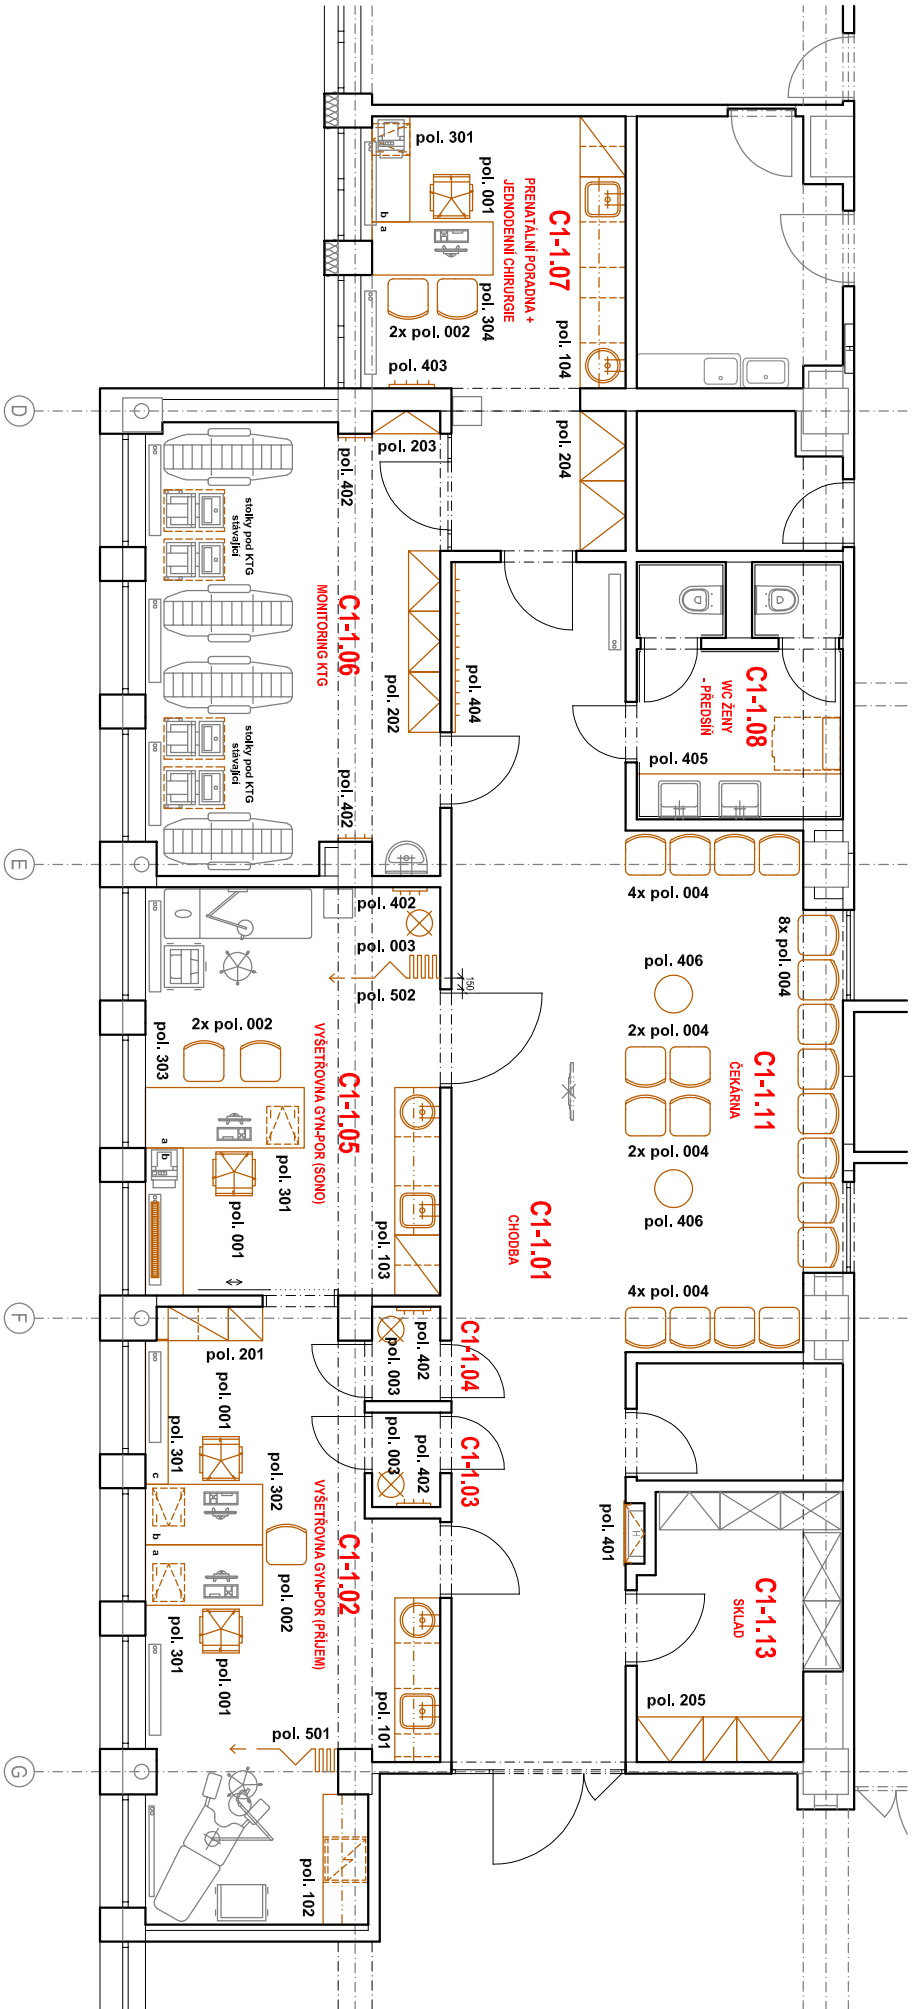 pol. 301
pol. 001
b
a
PRENATÁLNÍ PORADNA +
JEDNODENNÍ CHIRURGIE
C1-1.07
pol. 304
2x pol. 002
pol. 104
pol. 403
H
D
pol. 203
pol. 204
pol. 402
stolky pod KTG
stávající
C1-1.06
MONITORING KTG
pol. 202
pol. 404
C1-1.08
WC ŽENY
- PŘEDSÍŇ
pol. 405
stolky pod KTG
stávající
pol. 402
E
4x pol. 004
pol. 402
pol. 003
pol. 502
150
8x pol. 004
pol. 406
2x pol. 004
2x pol. 002
pol. 303
C1-1.05
VYŠETŘOVNA GYN-POR (SONO)
C1-1.11
ČEKÁRNA
a
b
pol. 301
pol. 001
2x pol. 004
pol. 406
pol. 103
C1-1.01
CHODBA
4x pol. 004
F
pol. 201
pol. 402
pol. 003
C1-1.04
pol. 001
pol. 301
c
pol. 302
pol. 003
pol. 402
C1-1.03
b
a
pol. 002
C1-1.02
VYŠETŘOVNA GYN-POR (PŘÍJEM)
pol. 401
H
C1-1.13
SKLAD
pol. 301
pol. 001
pol. 101
pol. 205
pol. 501
G
pol. 102